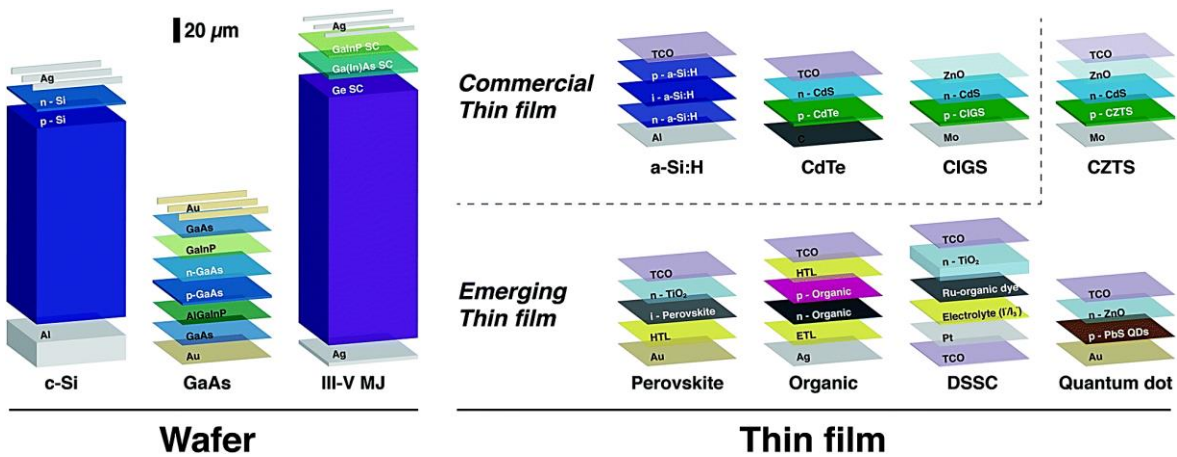 20 µm
Ag
n - Si
p - Si
Al
c-Si
Au
GaAs
GaInP
n-GaAs
p-GaAs
AlGaInP
GaAs
Au
GaAs
Ag
GaInP SC
Ga(In)As SC
Ge SC
Ag
III-V MJ
Wafer
Commercial
Thin film
TCO
p - a-Si:H
i - a-Si:H
n - a-Si:H
Al
a-Si:H
TCO
n - CdS
p - CdTe
C
CdTe
ZnO
n - CdS
p - CIGS
Mo
CIGS
TCO
ZnO
n - CdS
p - CZTS
Mo
CZTS
Emerging
Thin film
TCO
n - TiO₂
i - Perovskite
HTL
Au
Perovskite
TCO
HTL
p - Organic
n - Organic
ETL
Ag
Organic
TCO
n - TiO₂
Ru-organic dye
Electrolyte (I⁻/I₃⁻)
Pt
TCO
DSSC
TCO
n - ZnO
p - PbS QDs
Au
Quantum dot
Thin film